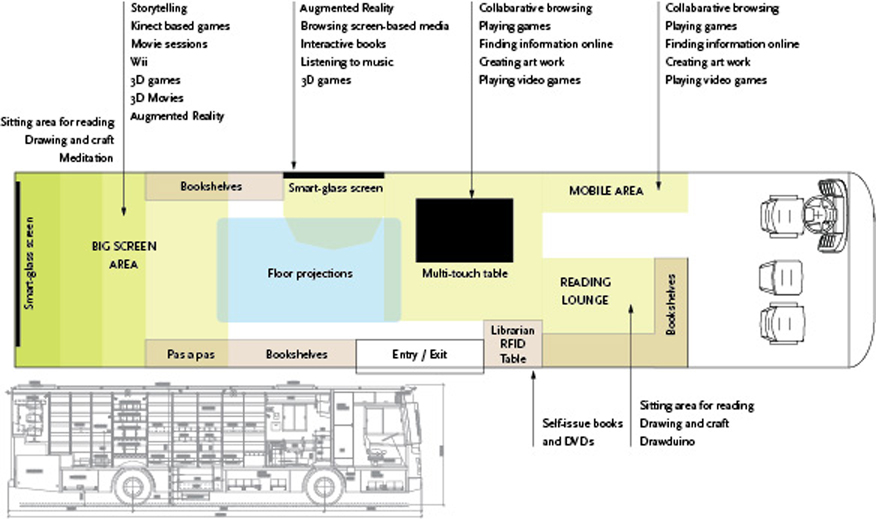 Storytelling
Kinect based games
Movie sessions
Wii
3D games
3D Movies
Augmented Reality
Augmented Reality
Browsing screen-based media
Interactive books
Listening to music
3D games
Collabarative browsing
Playing games
Finding information online
Creating art work
Playing video games
Collabarative browsing
Playing games
Finding information online
Creating art work
Playing video games
Sitting area for reading
Drawing and craft
Meditation
Smart-glass screen
BIG SCREEN
AREA
Bookshelves
Smart-glass screen
Floor projections
Multi-touch table
MOBILE AREA
READING
LOUNGE
Bookshelves
Pas a pas
Bookshelves
Entry / Exit
Librarian
RFID
Table
Self-issue books
and DVDs
Sitting area for reading
Drawing and craft
Drawduino